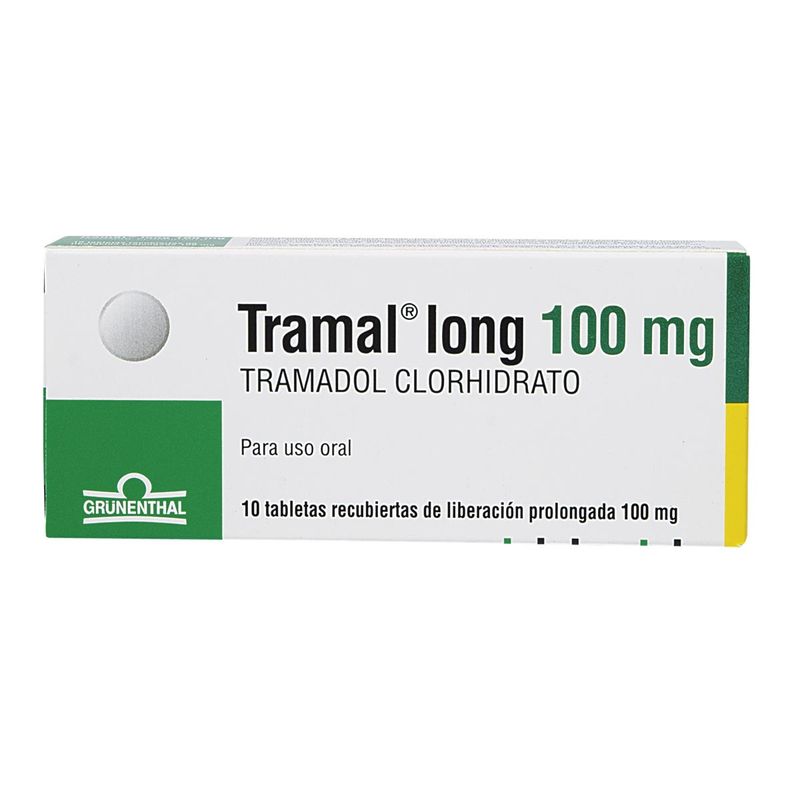 Tramal® long 100 mg
TRAMADOL CLORHIDRATO
Para uso oral
GRÜNENTHAL
10 tabletas recubiertas de liberación prolongada 100 mg